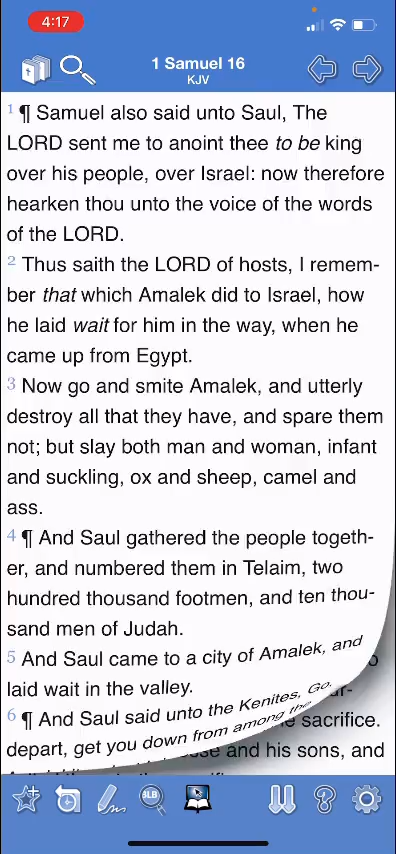 4:17
1 Samuel 16
KJV
1 ¶ Samuel also said unto Saul, The
LORD sent me to anoint thee to be king
over his people, over Israel: now therefore
hearken thou unto the voice of the words
of the LORD.
2 Thus saith the LORD of hosts, I remem-
ber that which Amalek did to Israel, how
he laid wait for him in the way, when he
came up from Egypt.
3 Now go and smite Amalek, and utterly
destroy all that they have, and spare them
not; but slay both man and woman, infant
and suckling, ox and sheep, camel and
ass.
4 ¶ And Saul gathered the people togeth-
er, and numbered them in Telaim, two
hundred thousand footmen, and ten thou-
sand men of Judah.
5 And Saul came to a city of Amalek, and
laid wait in the valley.
6 ¶ And Saul said unto the Kenites, Go,
sacrifice.
depart, get you down from among the
and his sons, and
BLB